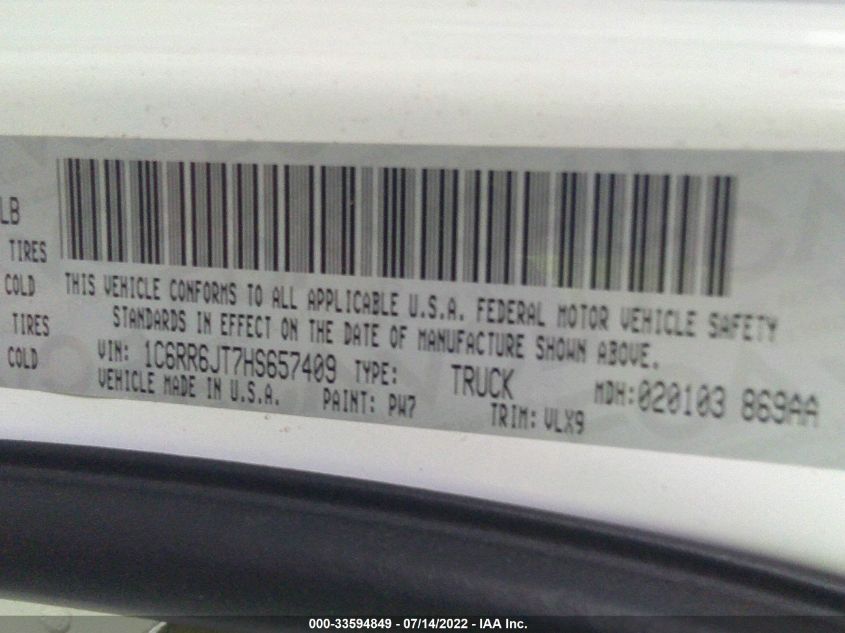 LB
TIRES
COLD
TIRES
COLD
THIS VEHICLE CONFORMS TO ALL APPLICABLE U.S.A. FEDERAL MOTOR VEHICLE SAFETY
STANDARDS IN EFFECT ON THE DATE OF MANUFACTURE SHOWN ABOVE.
VIN: 1C6RR6JT7HS657409 TYPE: TRUCK MDH:020103 869AA
VEHICLE MADE IN U.S.A. PAINT: PW7 TRIM: VLX9
000-33594849 - 07/14/2022 - IAA Inc.